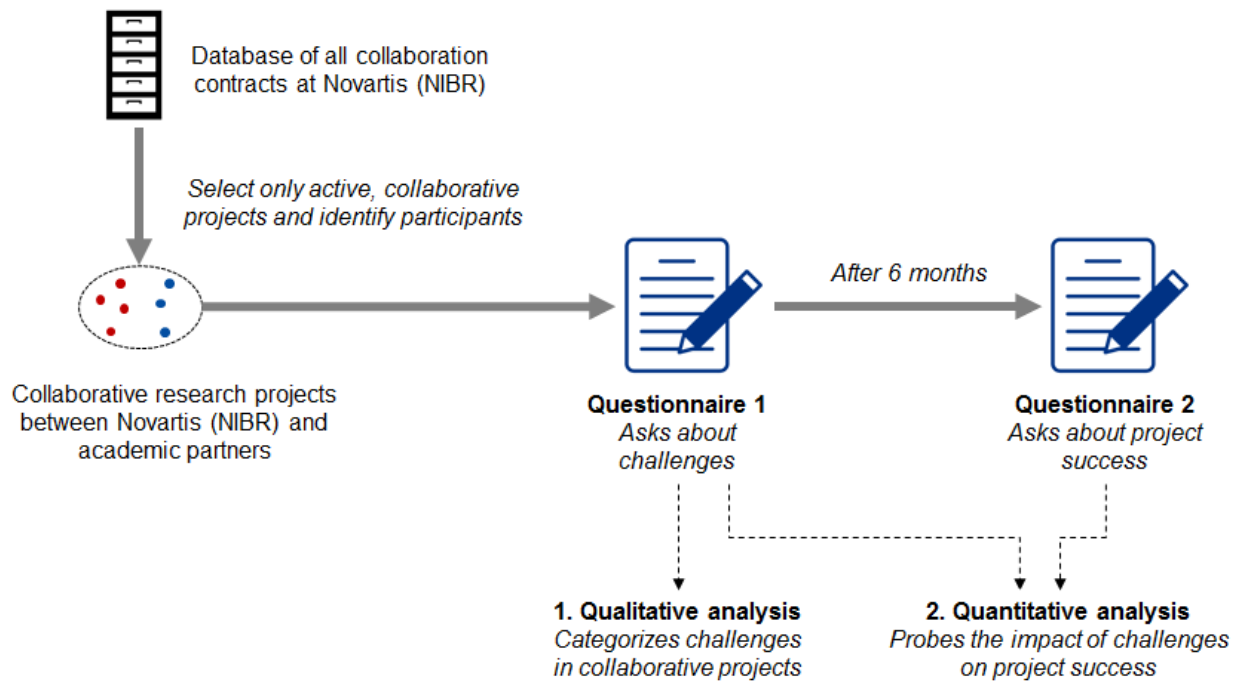 Database of all collaboration
contracts at Novartis (NIBR)
Select only active, collaborative
projects and identify participants
Collaborative research projects
between Novartis (NIBR) and
academic partners
After 6 months
Questionnaire 1
Asks about
challenges
Questionnaire 2
Asks about project
success
1. Qualitative analysis
Categorizes challenges
in collaborative projects
2. Quantitative analysis
Probes the impact of challenges
on project success